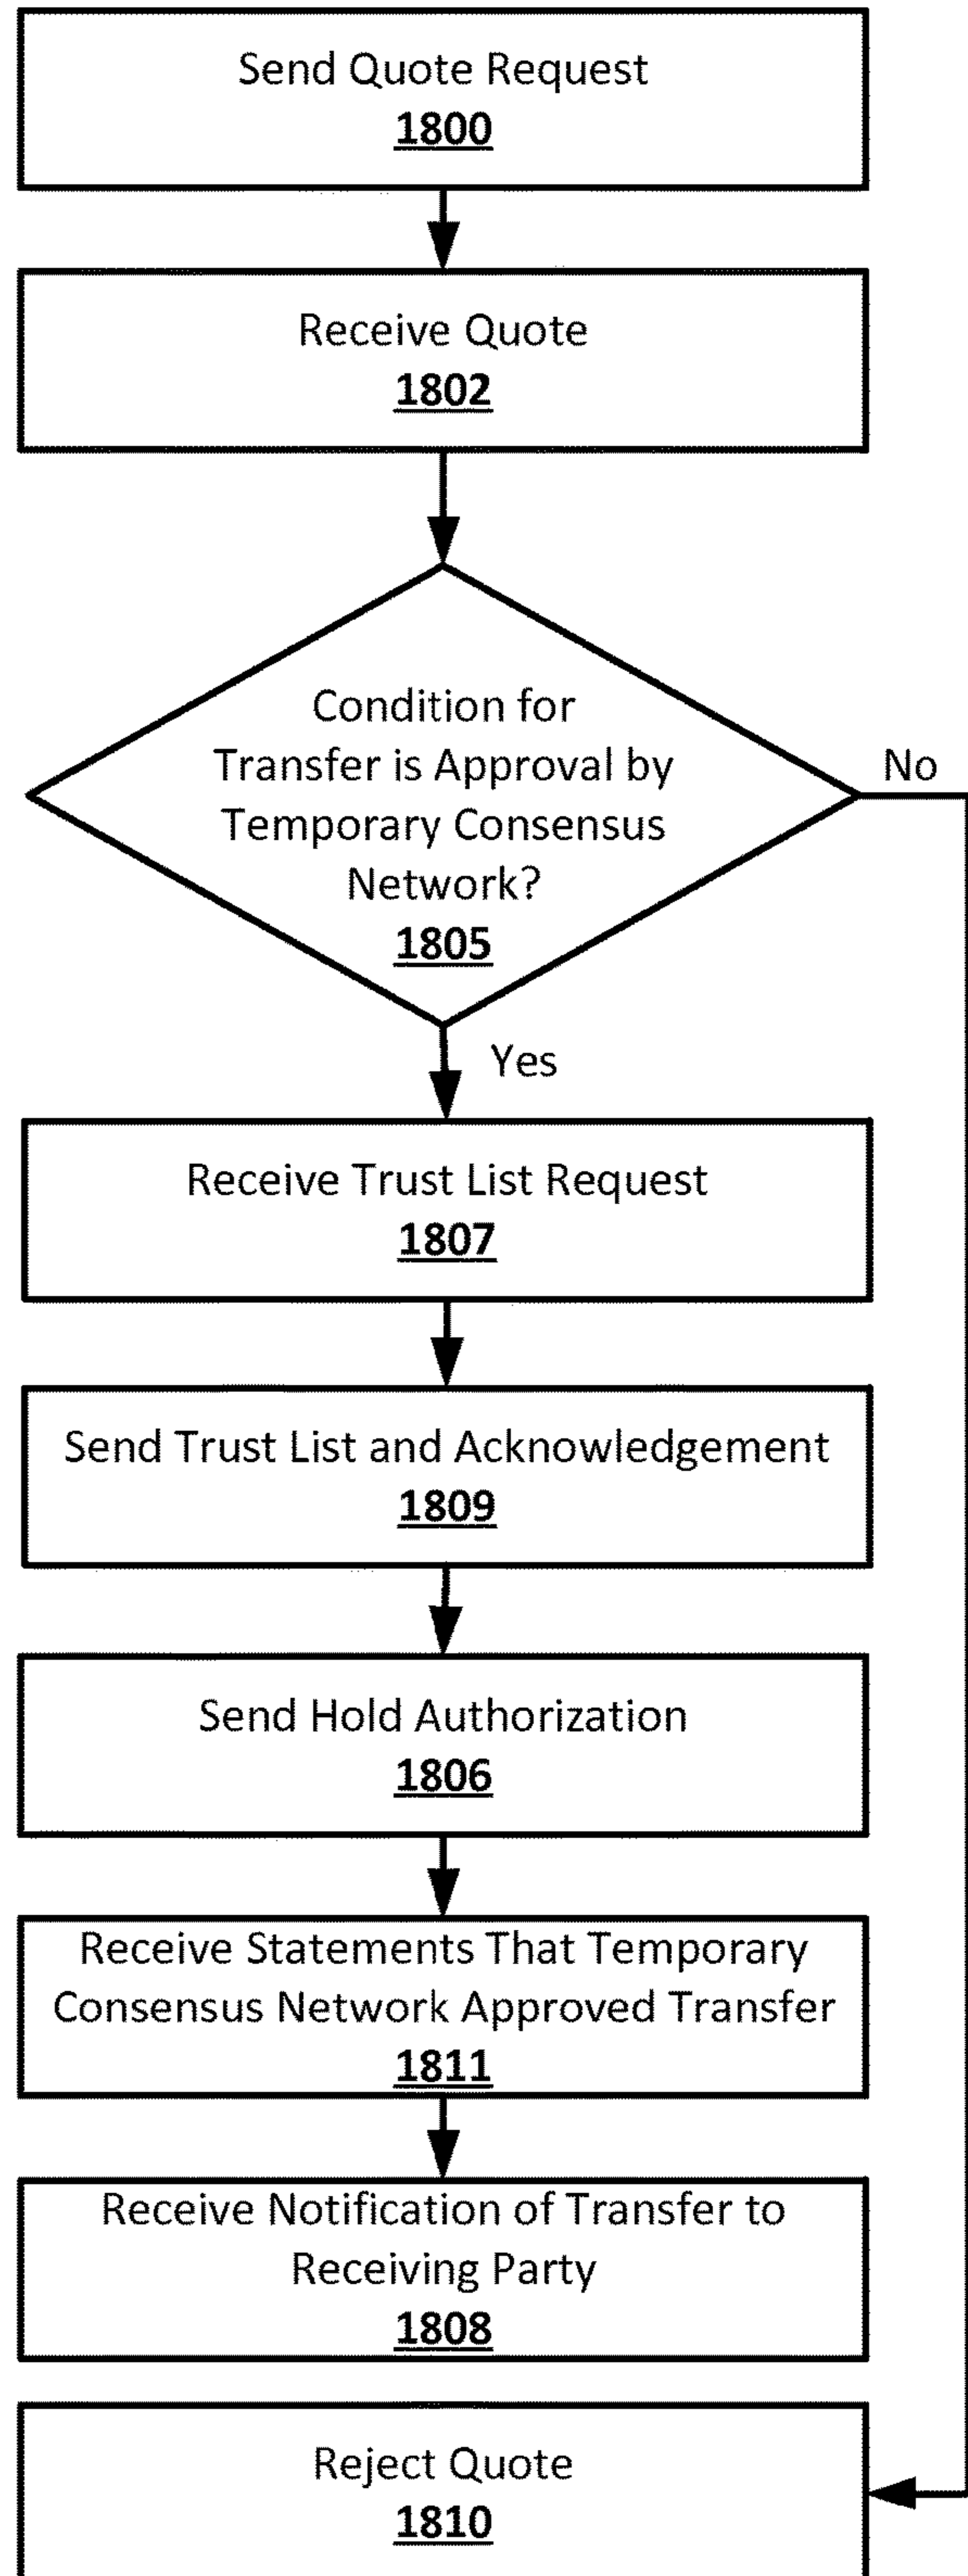 Send Quote Request
1800
Receive Quote
1802
Condition for
Transfer is Approval by
Temporary Consensus
Network?
1805
No
Yes
Receive Trust List Request
1807
Send Trust List and Acknowledgement
1809
Send Hold Authorization
1806
Receive Statements That Temporary
Consensus Network Approved Transfer
1811
Receive Notification of Transfer to
Receiving Party
1808
Reject Quote
1810